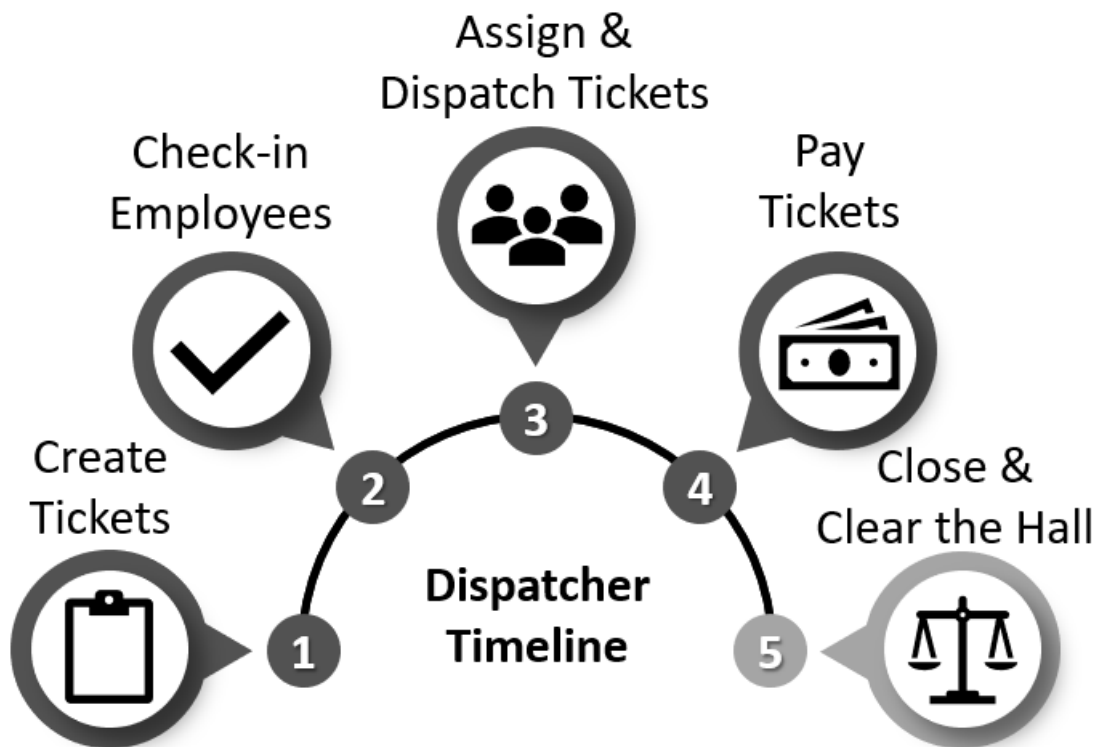 Assign &
Dispatch Tickets
Check-in
Employees
Pay
Tickets
Create
Tickets
Close &
Clear the Hall
3
2
4
Dispatcher
Timeline
1
5